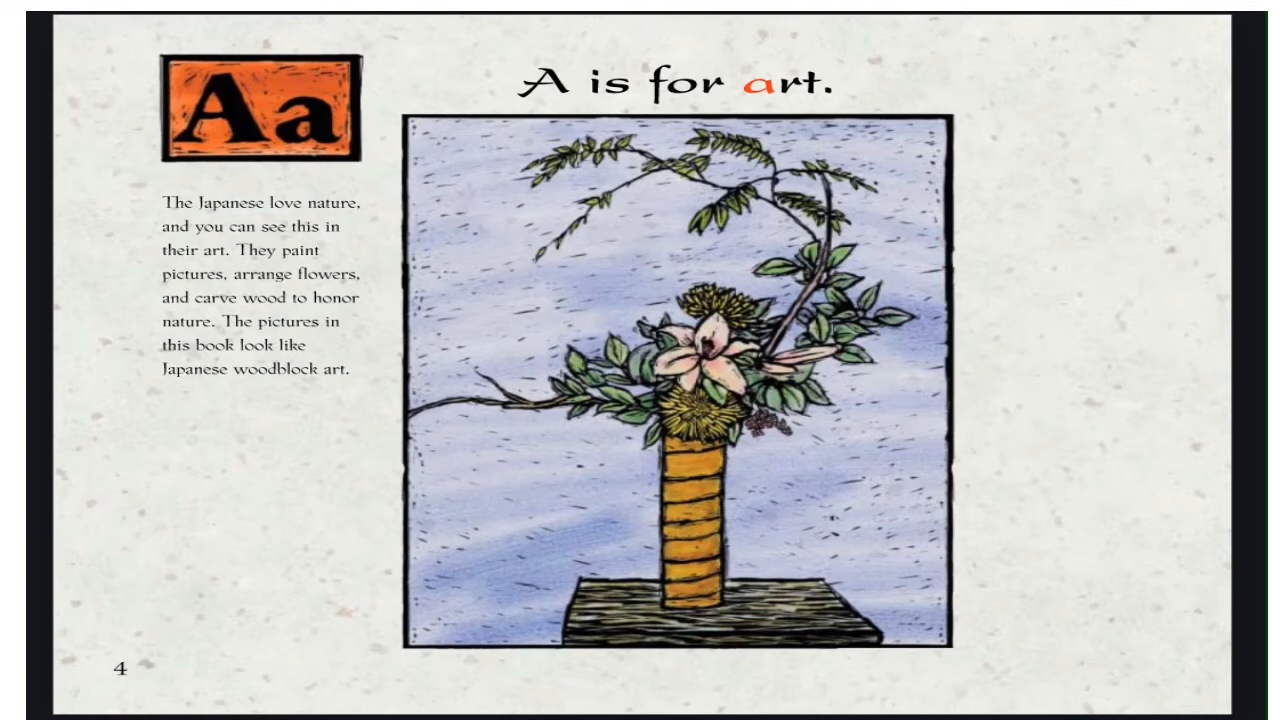 Aa
A is for art.
The Japanese love nature,
and you can see this in
their art. They paint
pictures, arrange flowers,
and carve wood to honor
nature. The pictures in
this book look like
Japanese woodblock art.
4